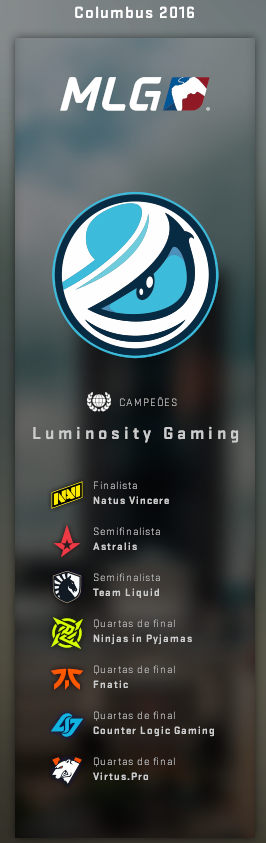 Columbus 2016
MLG
CAMPEÕES
Luminosity Gaming
NAVI
Finalista
Natus Vincere
Semifinalista
Astralis
Semifinalista
Team Liquid
Quartas de final
Ninjas in Pyjamas
Quartas de final
Fnatic
Quartas de final
Counter Logic Gaming
Quartas de final
Virtus.Pro